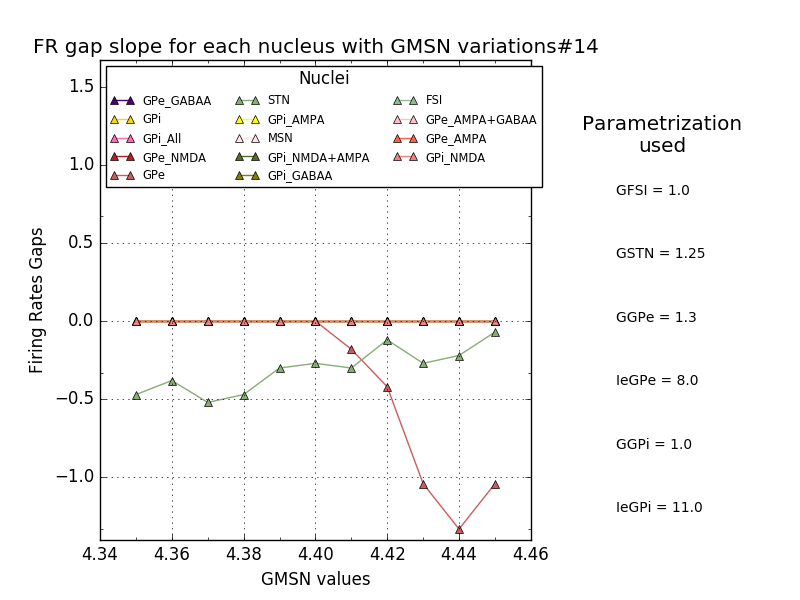 FR gap slope for each nucleus with GMSN variations#14
Nuclei
GPe_GABAA STN FSI
GPi GPi_AMPA GPe_AMPA+GABAA
GPi_All MSN GPe_AMPA
GPe_NMDA GPi_NMDA+AMPA GPi_NMDA
GPe GPi_GABAA
1.5
1.0
0.5
0.0
−0.5
−1.0
Firing Rates Gaps
4.34 4.36 4.38 4.40 4.42 4.44 4.46
GMSN values
Parametrization
used
GFSI = 1.0
GSTN = 1.25
GGPe = 1.3
IeGPe = 8.0
GGPi = 1.0
IeGPi = 11.0